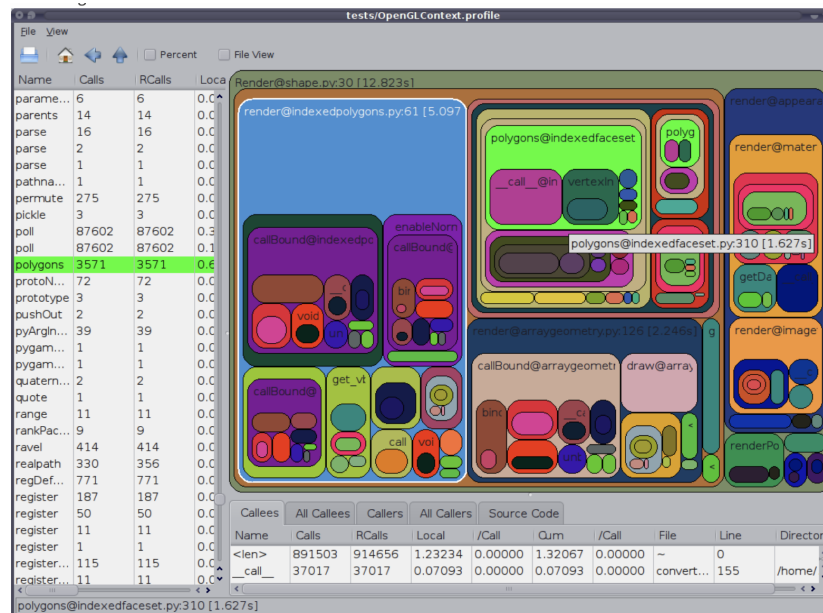 tests/OpenGLContext.profile
File View
Percent File View
Name Calls RCalls Loca
parame... 6 6 0.0
parents 14 14 0.0
parse 16 16 0.0
parse 2 2 0.0
parse 1 1 0.0
pathna... 1 1 0.0
permute 275 275 0.0
pickle 3 3 0.0
poll 87602 87602 0.3
poll 87602 87602 0.1
polygons 3571 3571 0.6
protoN... 72 72 0.0
prototype 3 3 0.0
pushOut 2 2 0.0
pyArgIn... 39 39 0.0
pygam... 1 1 0.0
pygam... 1 1 0.0
quatern... 2 2 0.0
quote 1 1 0.0
range 11 11 0.0
rankPac... 9 9 0.0
ravel 414 414 0.0
realpath 330 356 0.0
regDef... 771 771 0.0
register 187 187 0.0
register 50 50 0.0
register 11 11 0.0
register 1 1 0.0
register... 115 115 0.0
register... 11 11 0.0
Render@shape.py:30 [12.823s]
render@indexedpolygons.py:61 [5.097
render@appeara
polygons@indexedfaceset
polyg
render@mater
__call__@in
vertexIn
enableNorn
callBound@indexedpc
callBound@
polygons@indexedfaceset.py:310 [1.627s]
getDa
bin
void
un
render@arraygeometry.py:126 [2.246s]
g
render@image
callBound@arraygeometr
draw@array
callBound@
get_vt
binc
__ca
call
voi
un
<
<
renderPo
Callees All Callees Callers All Callers Source Code
Name Calls RCalls Local /Call Cum /Call File Line Director
<len> 891503 914656 1.23234 0.00000 1.32067 0.00000 ~ 0
__call__ 37017 37017 0.07093 0.00000 0.07093 0.00000 convert... 155 /home/
polygons@indexedfaceset.py:310 [1.627s]